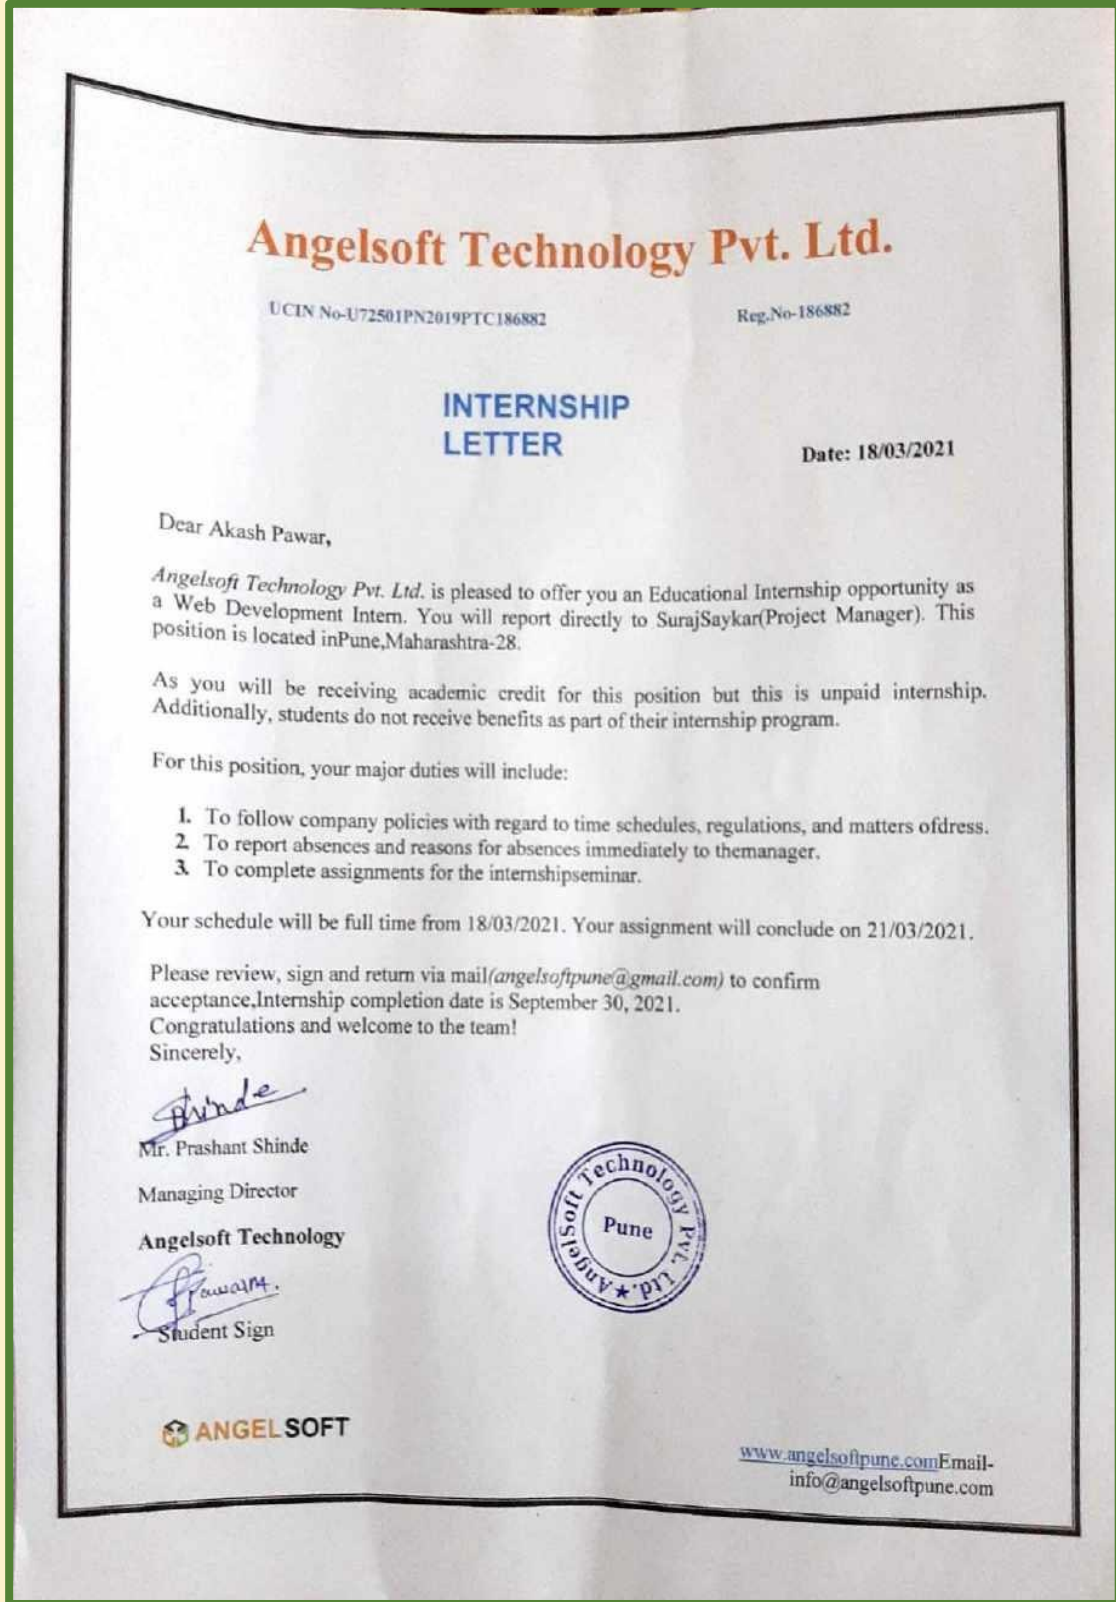 Angelsoft Technology Pvt. Ltd.
UCIN No-U72501PN2019PTC186882 Reg.No-186882
INTERNSHIP
LETTER
Date: 18/03/2021
Dear Akash Pawar,
Angelsoft Technology Pvt. Ltd. is pleased to offer you an Educational Internship opportunity as
a Web Development Intern. You will report directly to SurajSaykar(Project Manager). This
position is located inPune,Maharashtra-28.
As you will be receiving academic credit for this position but this is unpaid internship.
Additionally, students do not receive benefits as part of their internship program.
For this position, your major duties will include:
1. To follow company policies with regard to time schedules, regulations, and matters ofdress.
2. To report absences and reasons for absences immediately to themanager.
3. To complete assignments for the internshipseminar.
Your schedule will be full time from 18/03/2021. Your assignment will conclude on 21/03/2021.
Please review, sign and return via mail(angelsoftpune@gmail.com) to confirm
acceptance,Internship completion date is September 30, 2021.
Congratulations and welcome to the team!
Sincerely,
Shinde
Mr. Prashant Shinde
Managing Director
Angelsoft Technology
Student Sign
AngelSoft Technology Pvt. Ltd.
Pune
ANGELSOFT
www.angelsoftpune.comEmail-
info@angelsoftpune.com